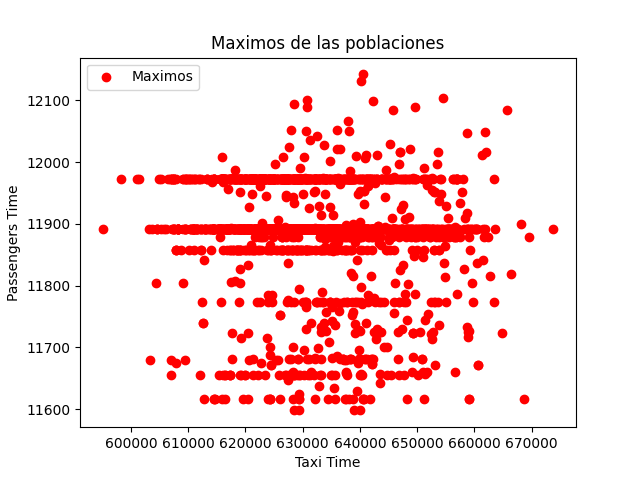 Maximos de las poblaciones
Maximos
12100
12000
11900
11800
11700
11600
Passengers Time
600000 610000 620000 630000 640000 650000 660000 670000
Taxi Time